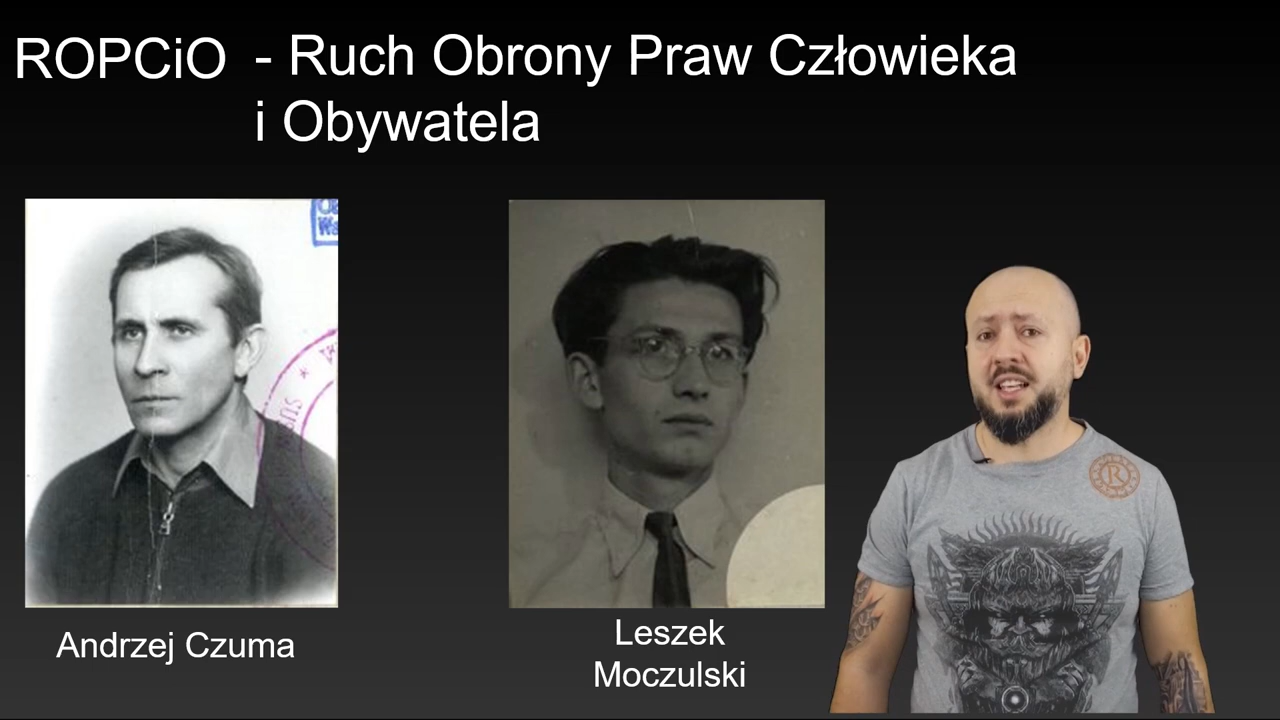 ROPCiO - Ruch Obrony Praw Człowieka
i Obywatela
Andrzej Czuma
Leszek
Moczulski
R